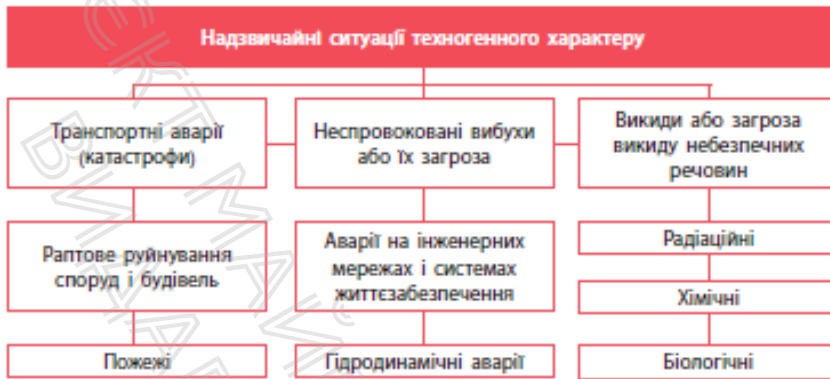 Надзвичайні ситуації техногенного характеру
Транспортні аварії
(катастрофи)
Неспровоковані вибухи
або їх загроза
Викиди або загроза
викиду небезпечних
речовин
Раптове руйнування
споруд і будівель
Аварії на інженерних
мережах і системах
життєзабезпечення
Радіаційні
Хімічні
Пожежі
Гідродинамічні аварії
Біологічні